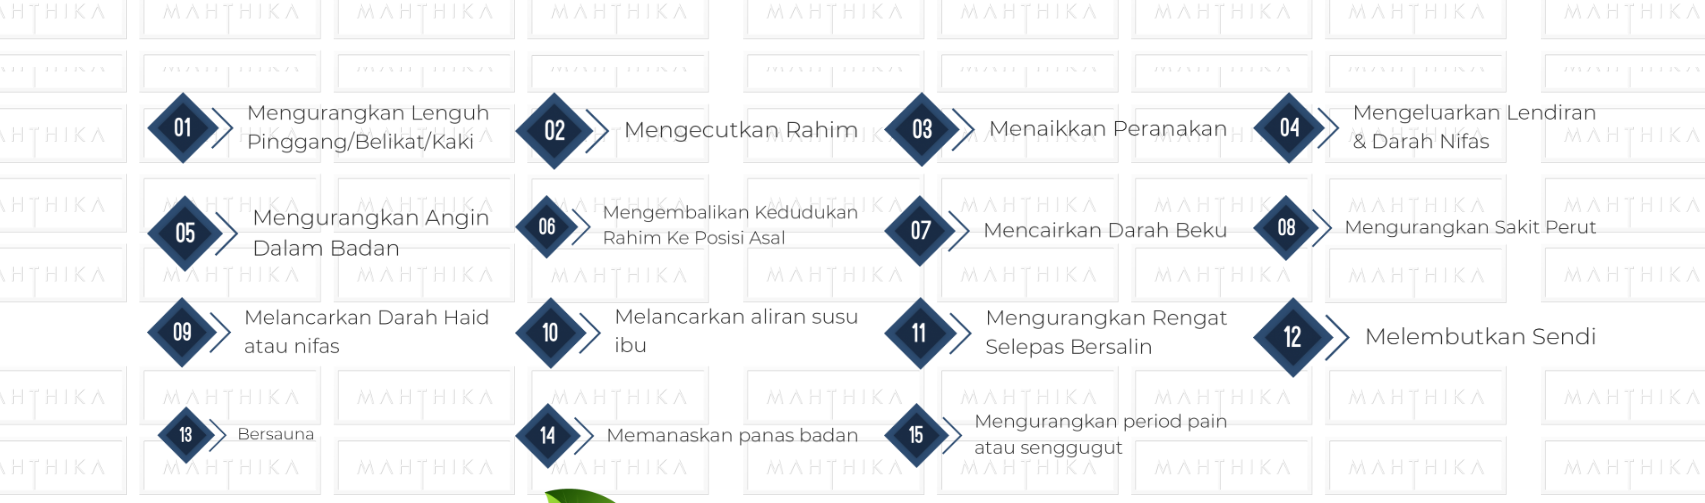 MAHTHIKA
01
Mengurangkan Lenguh
Pinggang/Belikat/Kaki
02
Mengecutkan Rahim
03
Menaikkan Peranakan
04
Mengeluarkan Lendiran
& Darah Nifas
05
Mengurangkan Angin
Dalam Badan
06
Mengembalikan Kedudukan
Rahim Ke Posisi Asal
07
Mencairkan Darah Beku
08
Mengurangkan Sakit Perut
09
Melancarkan Darah Haid
atau nifas
10
Melancarkan aliran susu
ibu
11
Mengurangkan Rengat
Selepas Bersalin
12
Melembutkan Sendi
13
Bersauna
14
Memanaskan panas badan
15
Mengurangkan period pain
atau senggugut